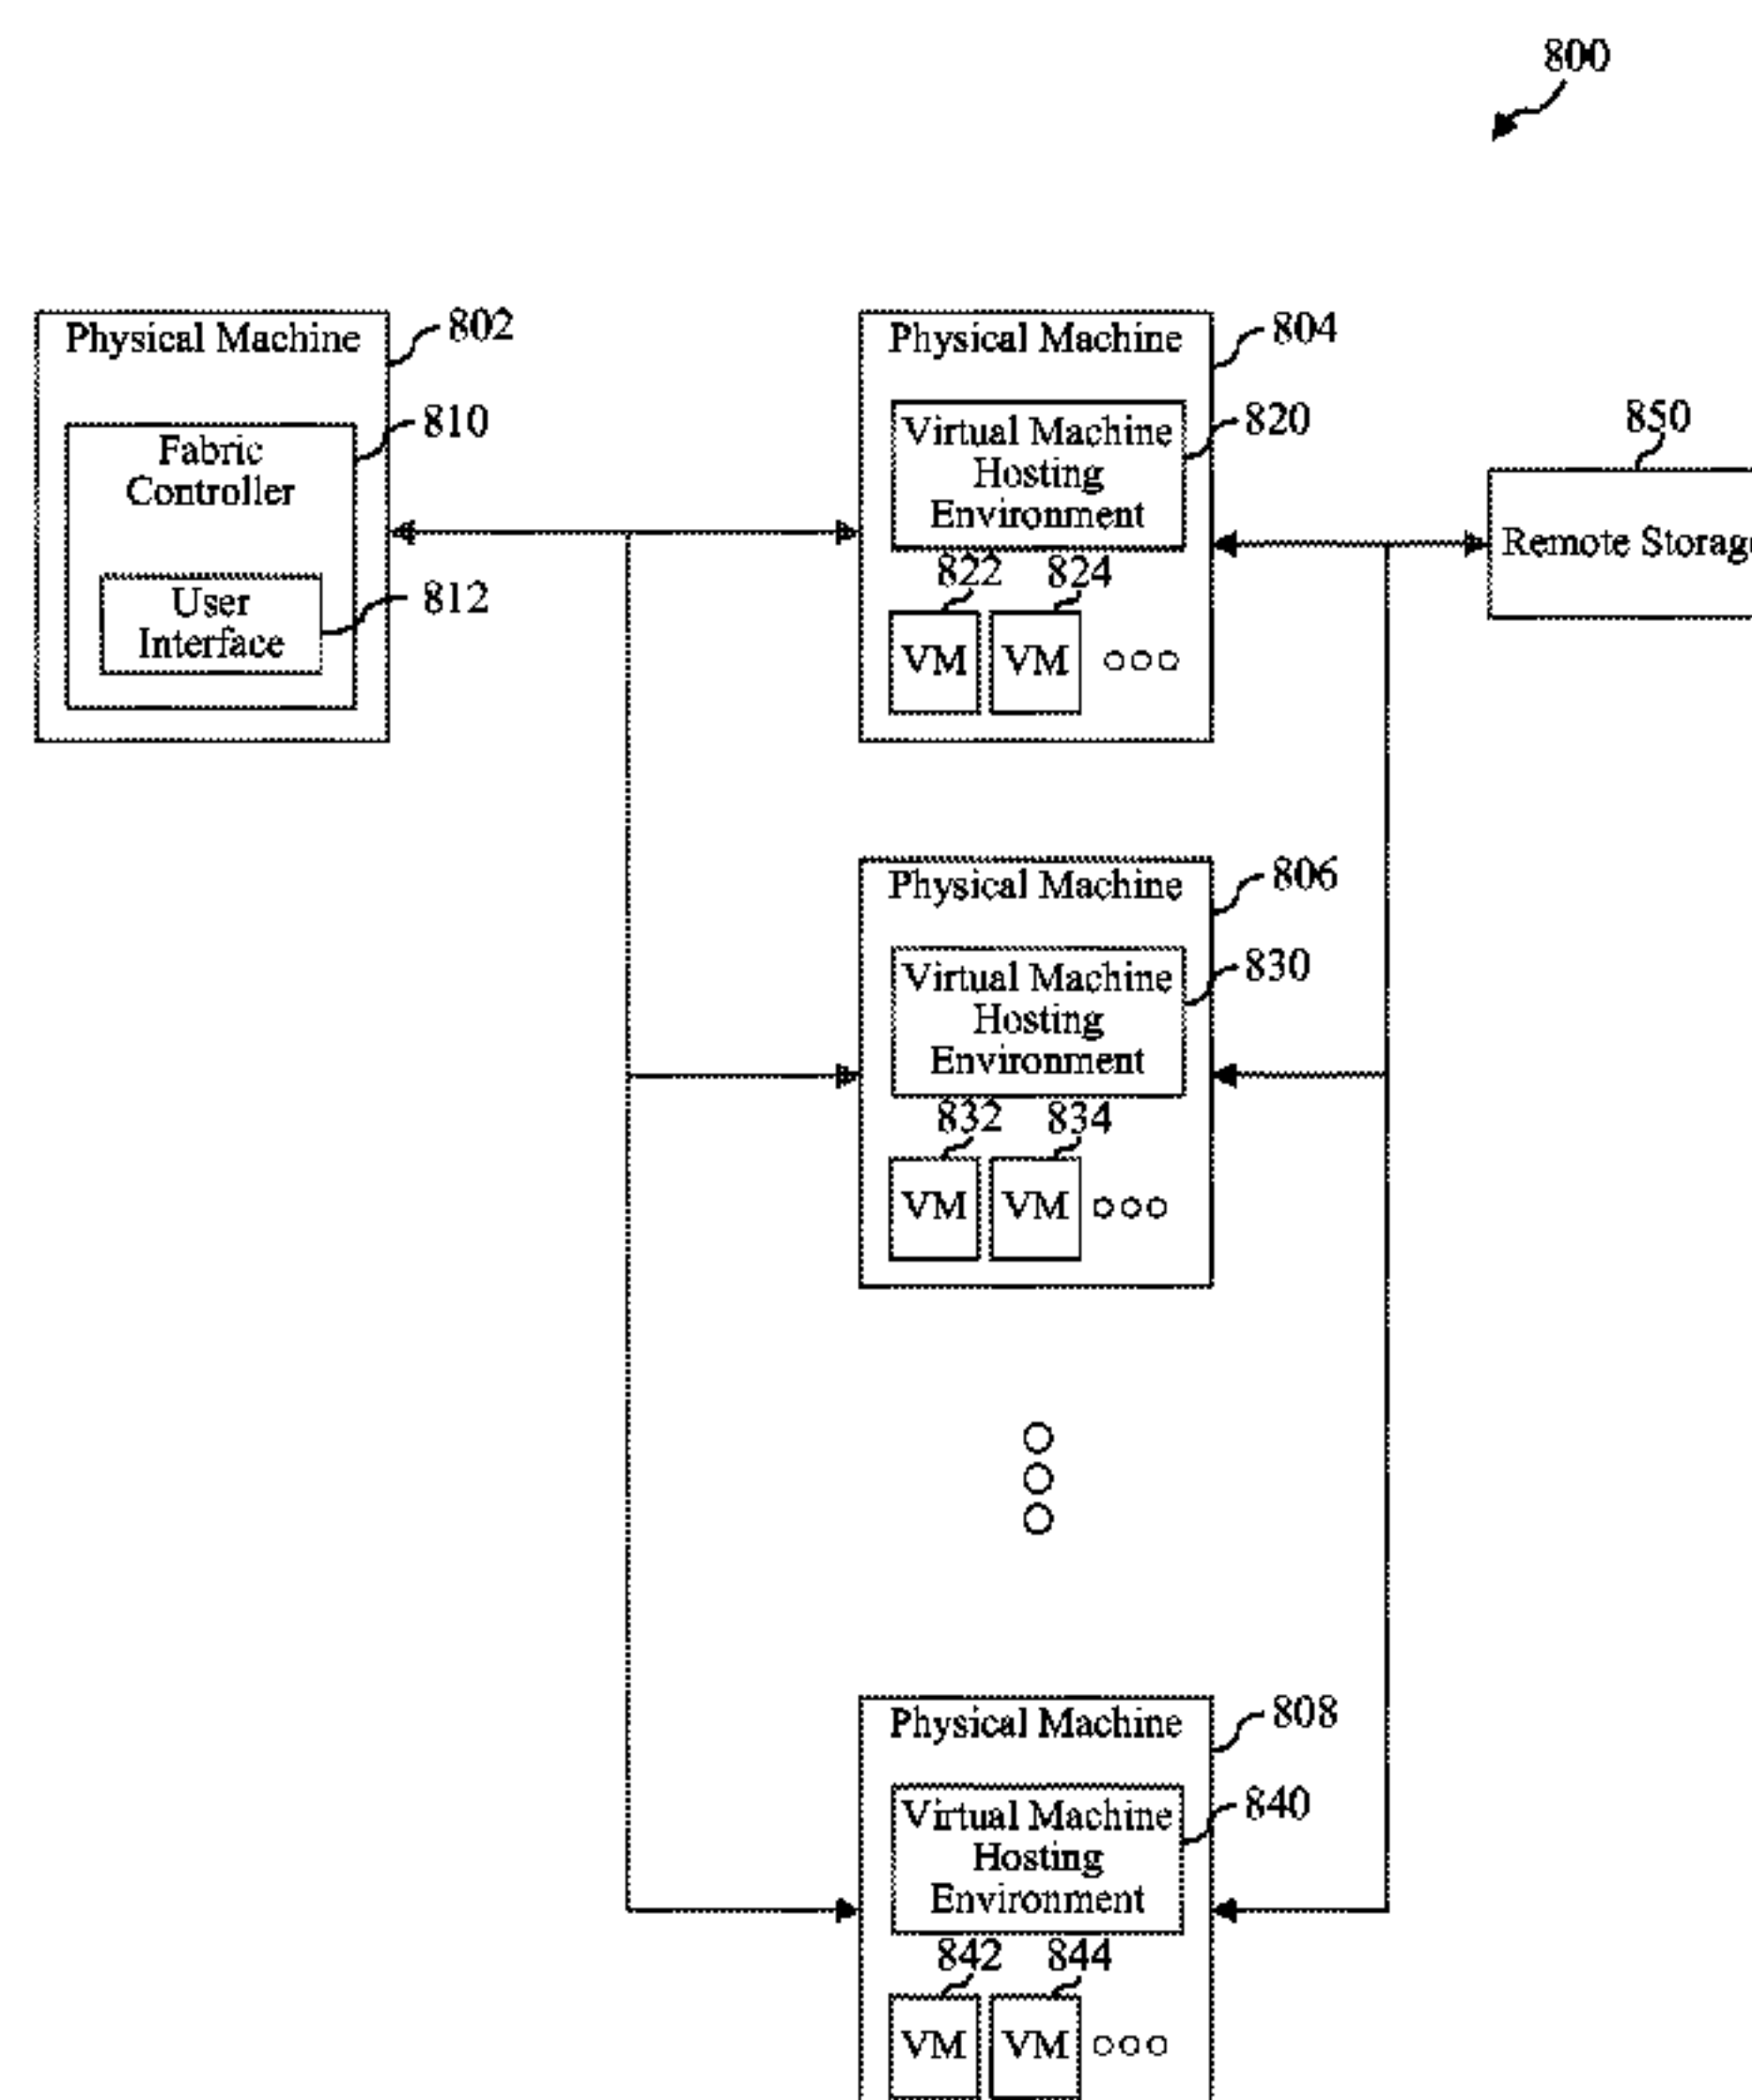 800
Physical Machine
802
Fabric
Controller
810
User
Interface
812
Physical Machine
804
Virtual Machine
Hosting
Environment
820
822 824
VM VM
850
Remote Storage
Physical Machine
806
Virtual Machine
Hosting
Environment
830
832 834
VM VM
Physical Machine
808
Virtual Machine
Hosting
Environment
840
842 844
VM VM